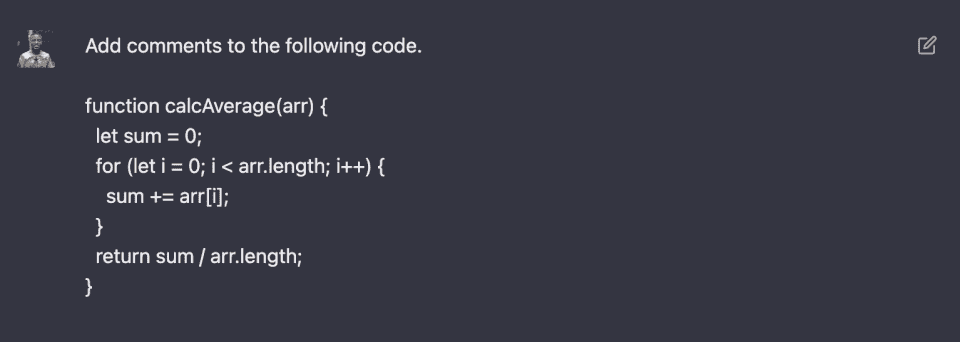 Add comments to the following code.
function calcAverage(arr) {
let sum = 0;
for (let i = 0; i < arr.length; i++) {
sum += arr[i];
}
return sum / arr.length;
}